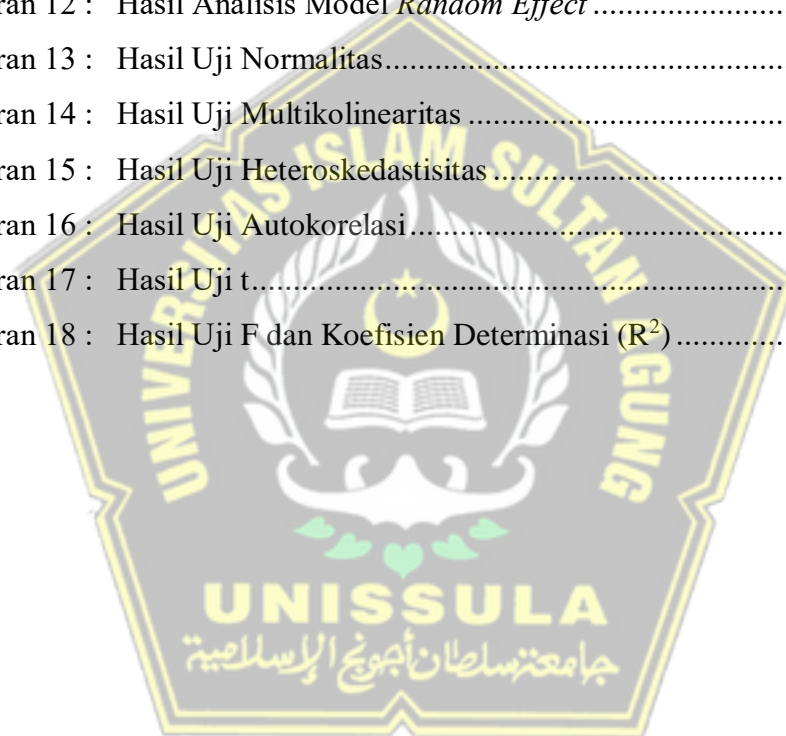 ran 12 : Hasil Analisis Model Random Effect ........................
ran 13 : Hasil Uji Normalitas........................................................
ran 14 : Hasil Uji Multikolinearitas ............................................
ran 15 : Hasil Uji Heteroskedastisitas........................................
ran 16 : Hasil Uji Autokorelasi....................................................
ran 17 : Hasil Uji t...........................................................................
ran 18 : Hasil Uji F dan Koefisien Determinasi (R²) .............
UNIVERSITAS ISLAM SULTAN AGUNG
UNISSULA
جامعة سلطان أجونج الإسلامية